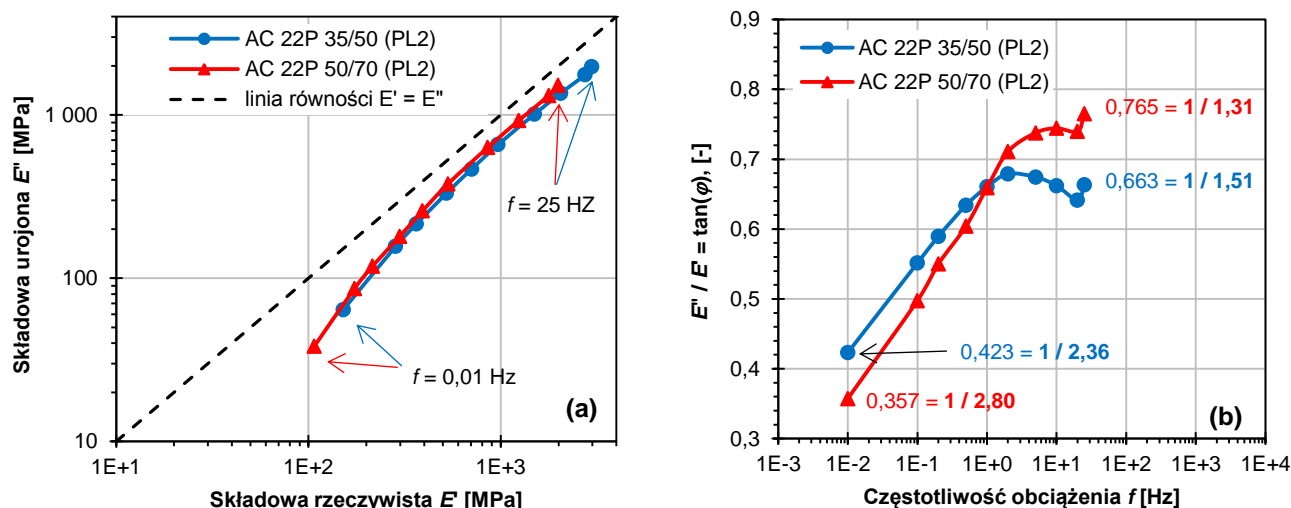 AC 22P 35/50 (PL2)
AC 22P 50/70 (PL2)
linia równości E' = E"
Składowa urojona E" [MPa]
1 000
100
10
f = 25 HZ
f = 0,01 Hz
(a)
1E+1
1E+2
1E+3
Składowa rzeczywista E' [MPa]
AC 22P 35/50 (PL2)
AC 22P 50/70 (PL2)
E" / E' = tan(φ), [-]
0,9
0,8
0,7
0,6
0,5
0,4
0,3
0,765 = 1 / 1,31
0,663 = 1 / 1,51
0,423 = 1 / 2,36
0,357 = 1 / 2,80
(b)
1E-3
1E-2
1E-1
1E+0
1E+1
1E+2
1E+3
1E+4
Częstotliwość obciążenia f [Hz]